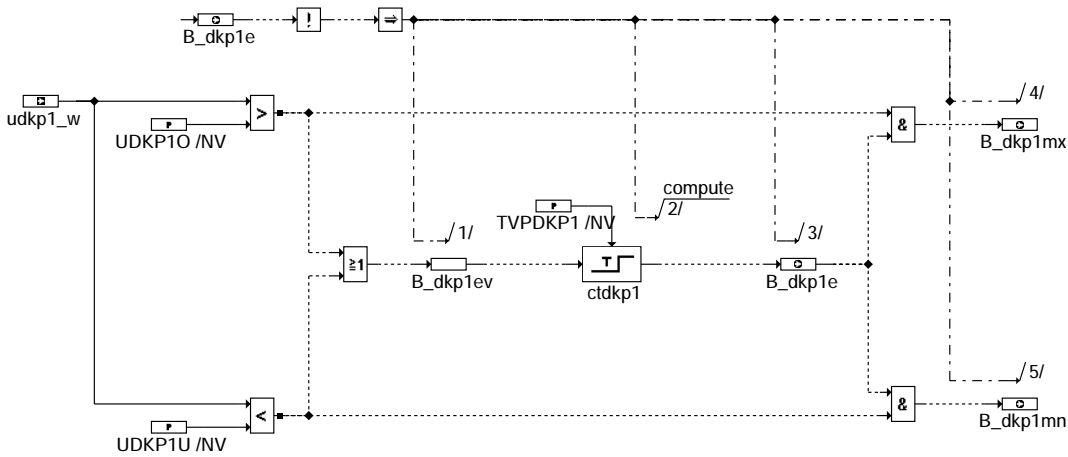 !
⇒
B_dkp1e
4/
udkp1_w
P
>
&
UDKP1O /NV
B_dkp1mx
compute
2/
P
TVPDKP1 /NV
1/
3/
≥1
T
B_dkp1ev
ctdkp1
B_dkp1e
5/
<
&
P
UDKP1U /NV
B_dkp1mn